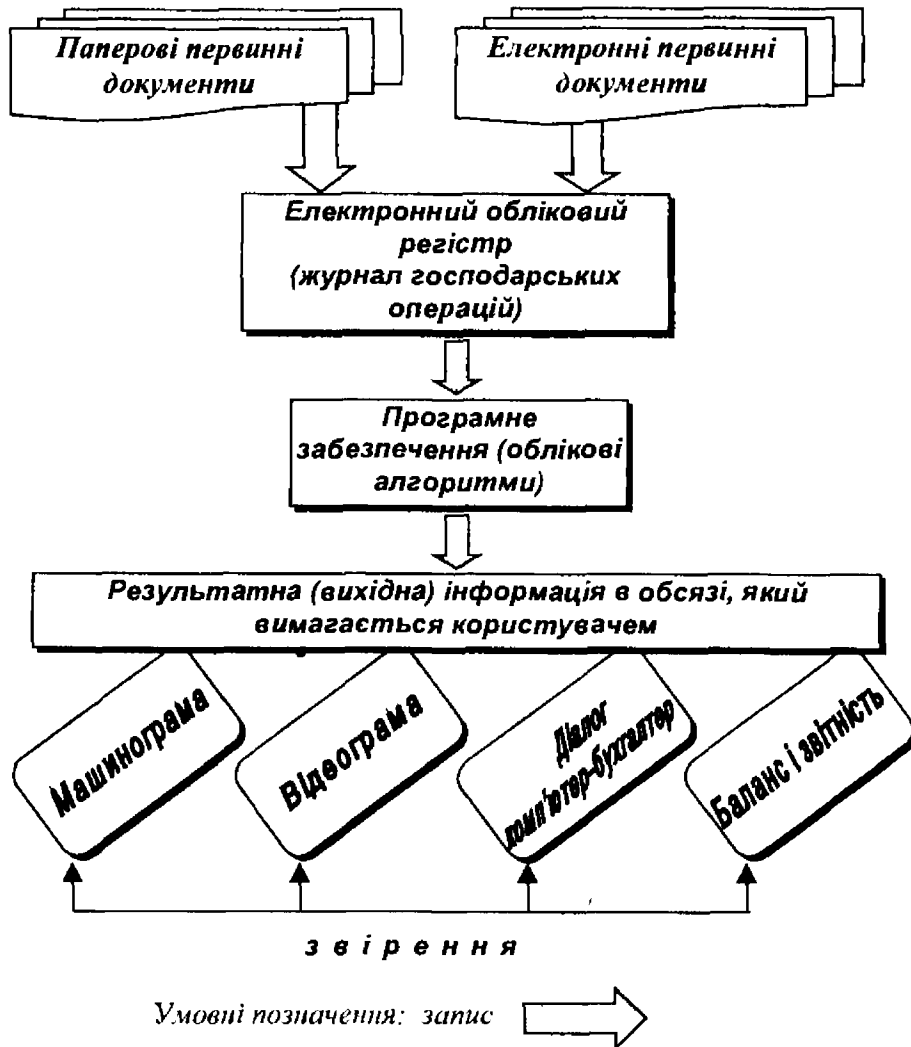 Паперові первинні
документи
Електронні первинні
документи
Електронний обліковий
регістр
(журнал господарських
операцій)
Програмне
забезпечення (облікові
алгоритми)
Результатна (вихідна) інформація в обсязі, який
вимагається користувачем
Машинограма
Відеограма
Діалог
комп'ютер-бухгалтер
Баланс і звітність
звірення
Умовні позначення: запис